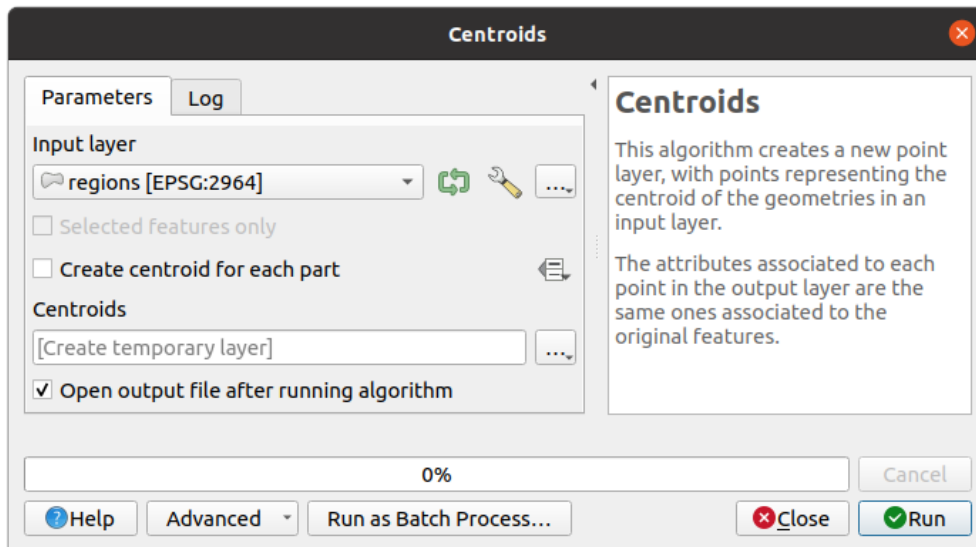 Centroids
Parameters
Log
Input layer
regions [EPSG:2964]
...
Selected features only
Create centroid for each part
Centroids
[Create temporary layer]
...
Open output file after running algorithm
Centroids
This algorithm creates a new point
layer, with points representing the
centroid of the geometries in an
input layer.
The attributes associated to each
point in the output layer are the
same ones associated to the
original features.
0%
Cancel
?Help
Advanced
Run as Batch Process...
Close
Run